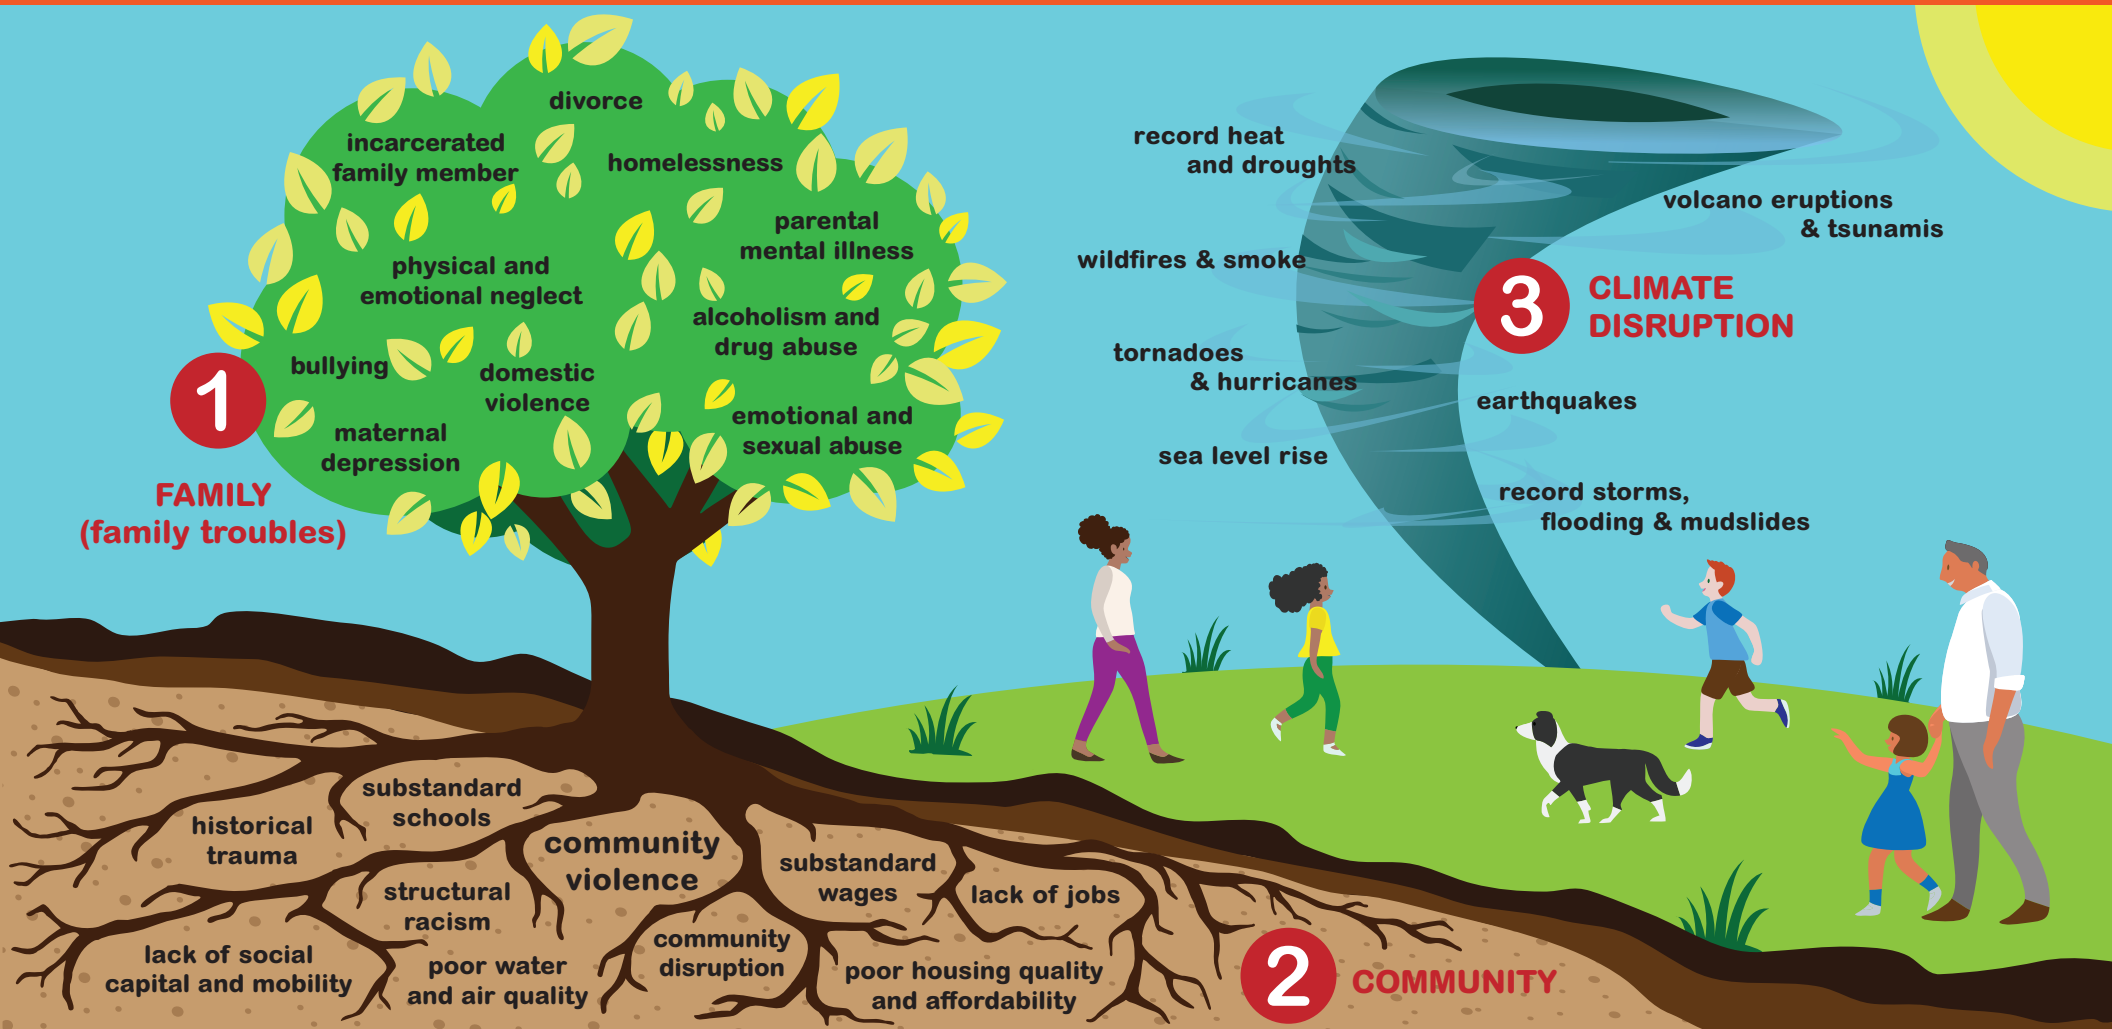 divorce
incarcerated
family member
homelessness
parental
mental illness
physical and
emotional neglect
alcoholism and
drug abuse
bullying
domestic
violence
emotional and
sexual abuse
maternal
depression
1
FAMILY
(family troubles)
record heat
and droughts
volcano eruptions
& tsunamis
wildfires & smoke
3
CLIMATE
DISRUPTION
tornadoes
& hurricanes
earthquakes
sea level rise
record storms,
flooding & mudslides
substandard
schools
historical
trauma
community
violence
substandard
wages
lack of jobs
structural
racism
community
disruption
lack of social
capital and mobility
poor water
and air quality
poor housing quality
and affordability
2
COMMUNITY